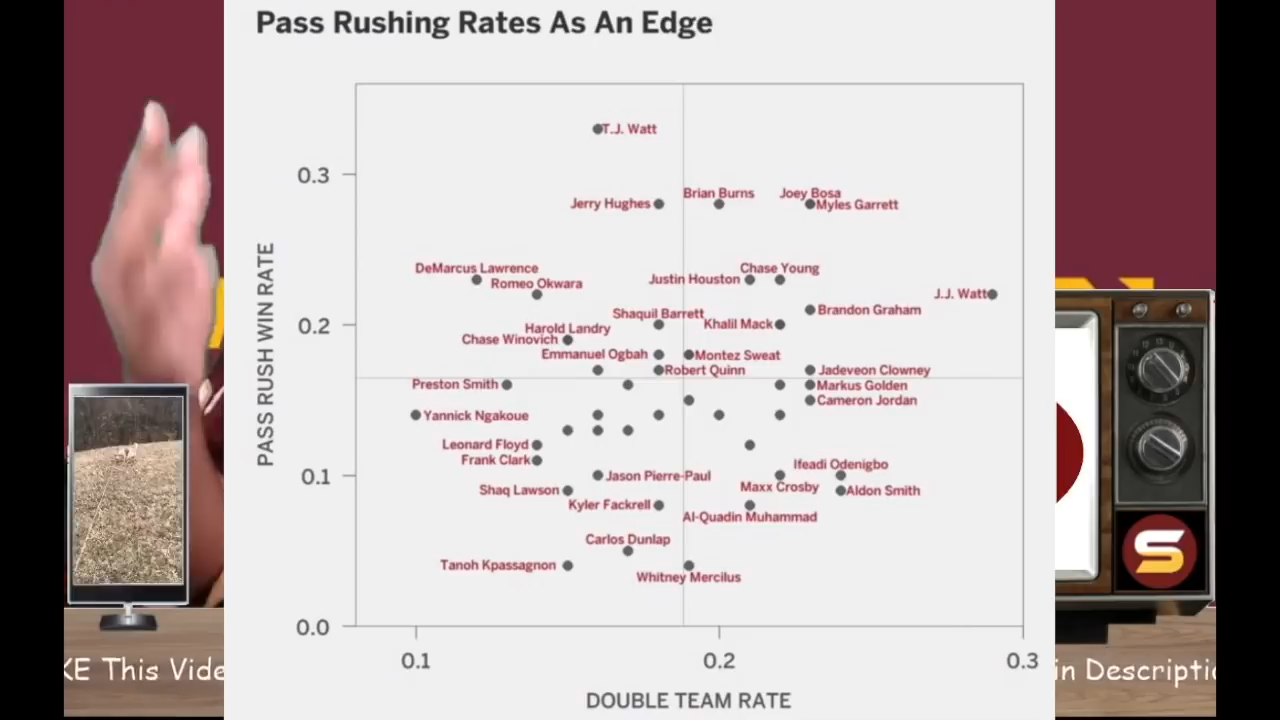 Pass Rushing Rates As An Edge
T.J. Watt
0.3
Brian Burns
Joey Bosa
Jerry Hughes
Myles Garrett
DeMarcus Lawrence
Chase Young
Romeo Okwara
Justin Houston
J.J. Watt
Brandon Graham
Shaquil Barrett
0.2
Khalil Mack
Harold Landry
Chase Winovich
Emmanuel Ogbah
Montez Sweat
Robert Quinn
Jadeveon Clowney
Preston Smith
Markus Golden
Cameron Jordan
Yannick Ngakoue
Leonard Floyd
Frank Clark
Ifeadi Odenigbo
0.1
Jason Pierre-Paul
Maxx Crosby
Shaq Lawson
Aldon Smith
Kyler Fackrell
Al-Quadin Muhammad
Carlos Dunlap
Tanoh Kpassagnon
Whitney Mercilus
PASS RUSH WIN RATE
0.0
0.1
0.2
0.3
DOUBLE TEAM RATE
KE This Vide
in Descriptio
S